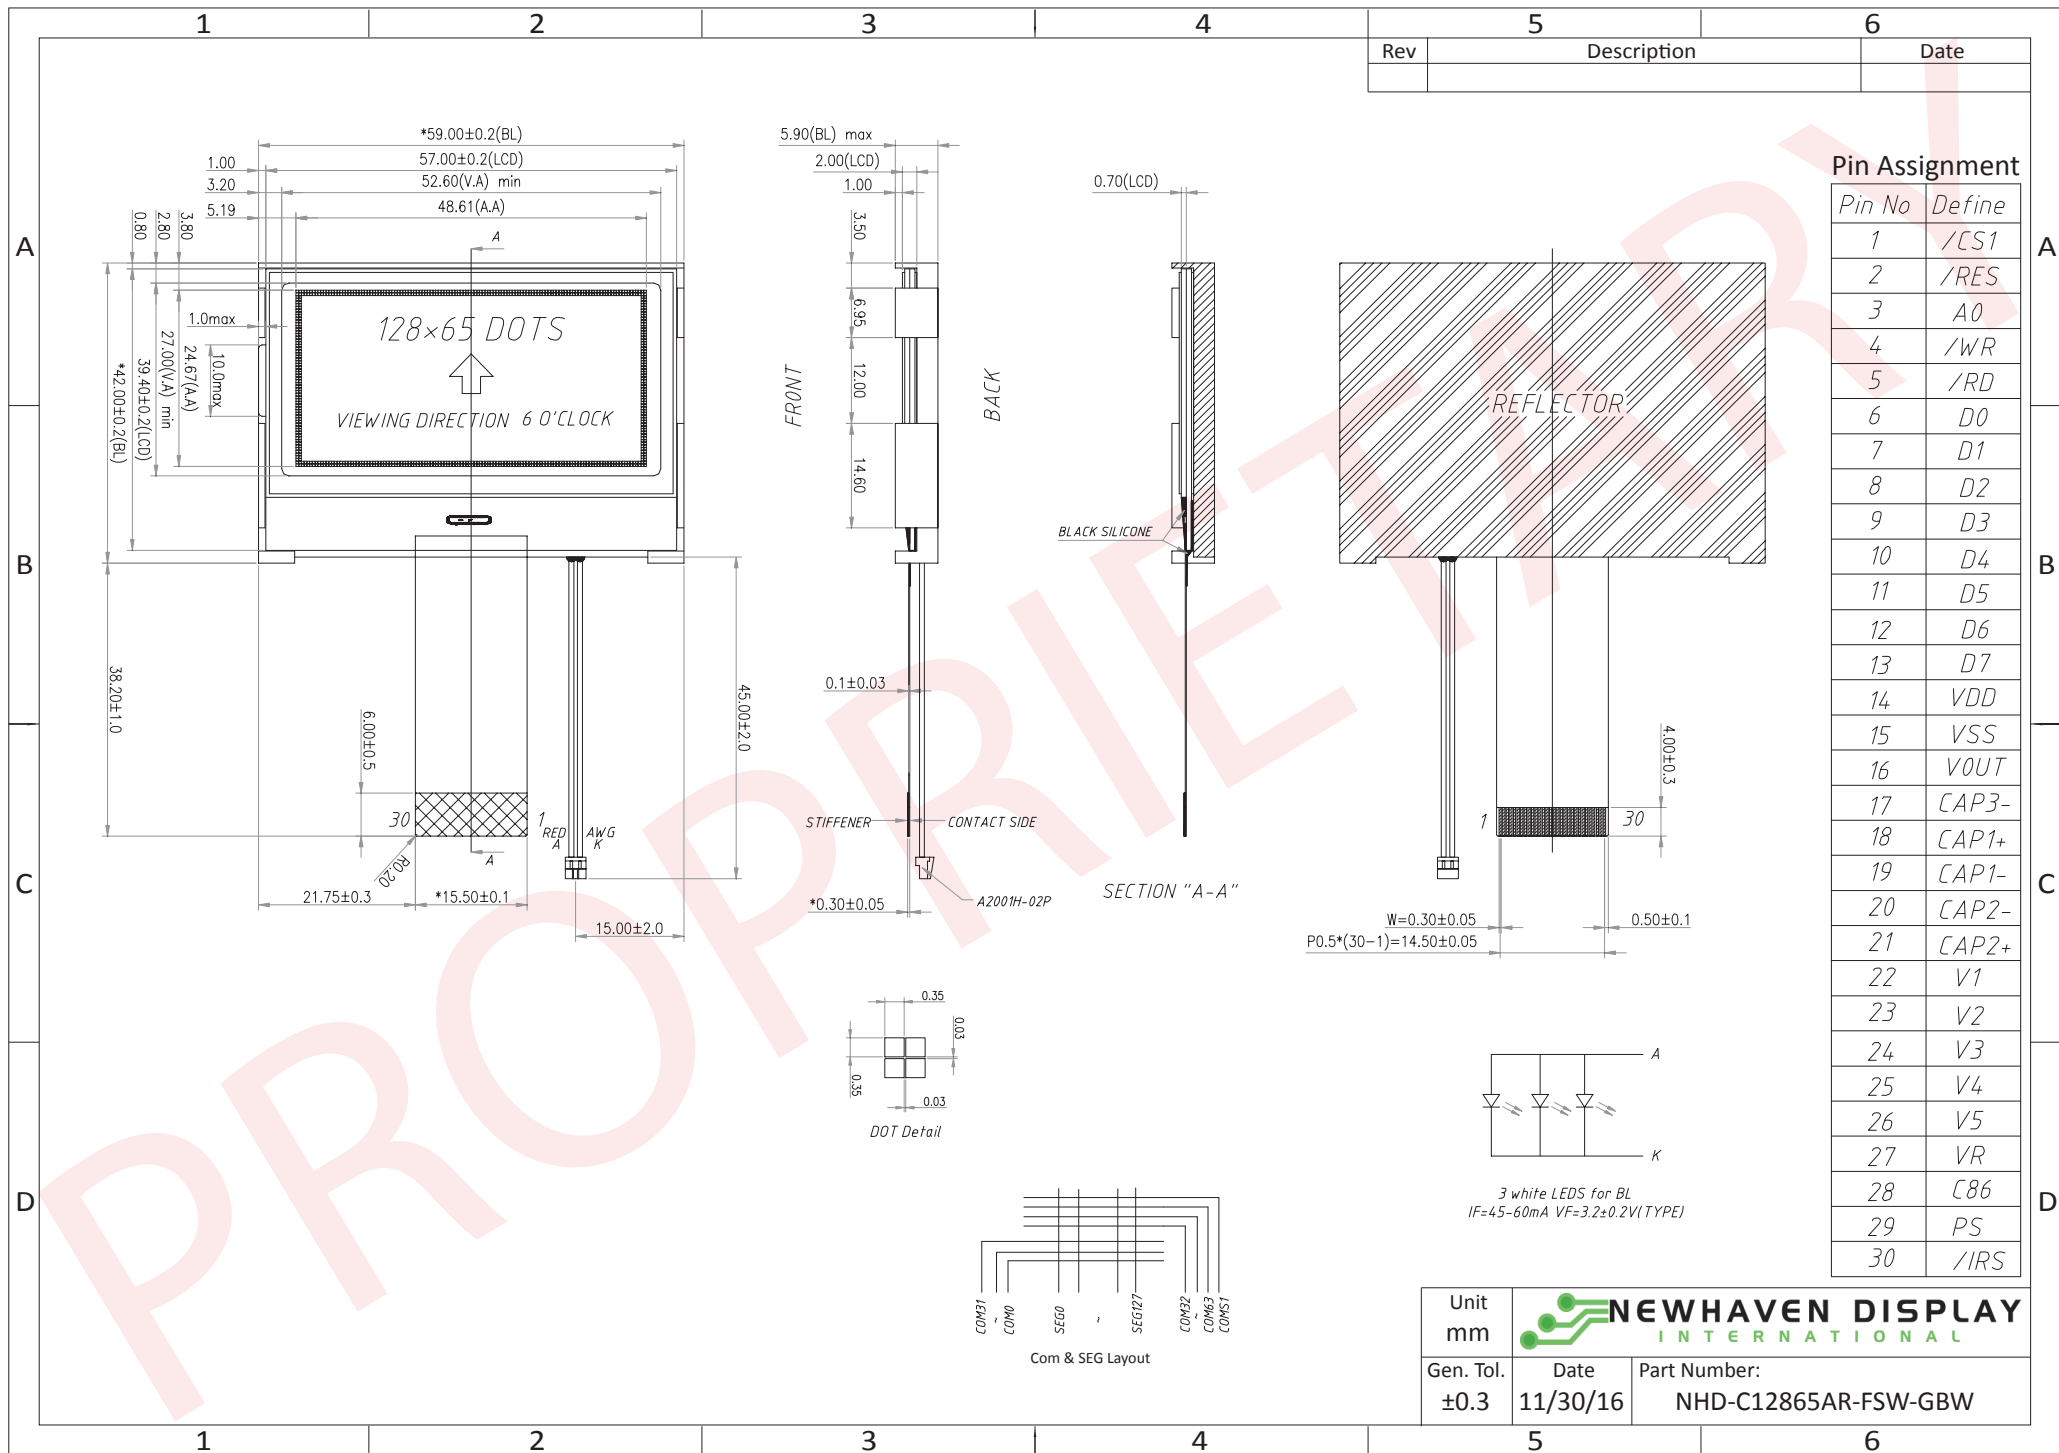 1 2 3 4 5 6
Rev Description Date
PROPRIETARY
A
B
C
D
A
B
C
D
*59.00±0.2(BL)
57.00±0.2(LCD)
52.60(V.A) min
48.61(A.A)
1.00
3.20
5.19
0.80
2.80
3.80
A
1.0max
10.0max
24.67(A.A)
27.00(V.A) min
39.40±0.2(LCD)
*42.00±0.2(BL)
128×65 DOTS
VIEWING DIRECTION 6 O'CLOCK
38.20±1.0
6.00±0.5
45.00±2.0
30
1
RED AWG
A K
A
R0.20
21.75±0.3
*15.50±0.1
15.00±2.0
5.90(BL) max
2.00(LCD)
1.00
3.50
6.95
12.00
14.60
FRONT
BACK
0.1±0.03
STIFFENER
CONTACT SIDE
*0.30±0.05
A2001H-02P
0.70(LCD)
BLACK SILICONE
SECTION "A-A"
REFLECTOR
4.00±0.3
1
30
W=0.30±0.05
0.50±0.1
P0.5*(30-1)=14.50±0.05
0.35
0.03
0.35
0.03
DOT Detail
COM31
~
COM0
SEG0
~
SEG127
COM32
~
COM63
COMS1
Com & SEG Layout
A
K
3 white LEDS for BL
IF=45-60mA VF=3.2±0.2V(TYPE)
Pin Assignment
Pin No Define
1 /CS1
2 /RES
3 A0
4 /WR
5 /RD
6 D0
7 D1
8 D2
9 D3
10 D4
11 D5
12 D6
13 D7
14 VDD
15 VSS
16 VOUT
17 CAP3-
18 CAP1+
19 CAP1-
20 CAP2-
21 CAP2+
22 V1
23 V2
24 V3
25 V4
26 V5
27 VR
28 C86
29 PS
30 /IRS
Unit
mm
NEWHAVEN DISPLAY
INTERNATIONAL
Gen. Tol.
±0.3
Date
11/30/16
Part Number:
NHD-C12865AR-FSW-GBW
1 2 3 4 5 6